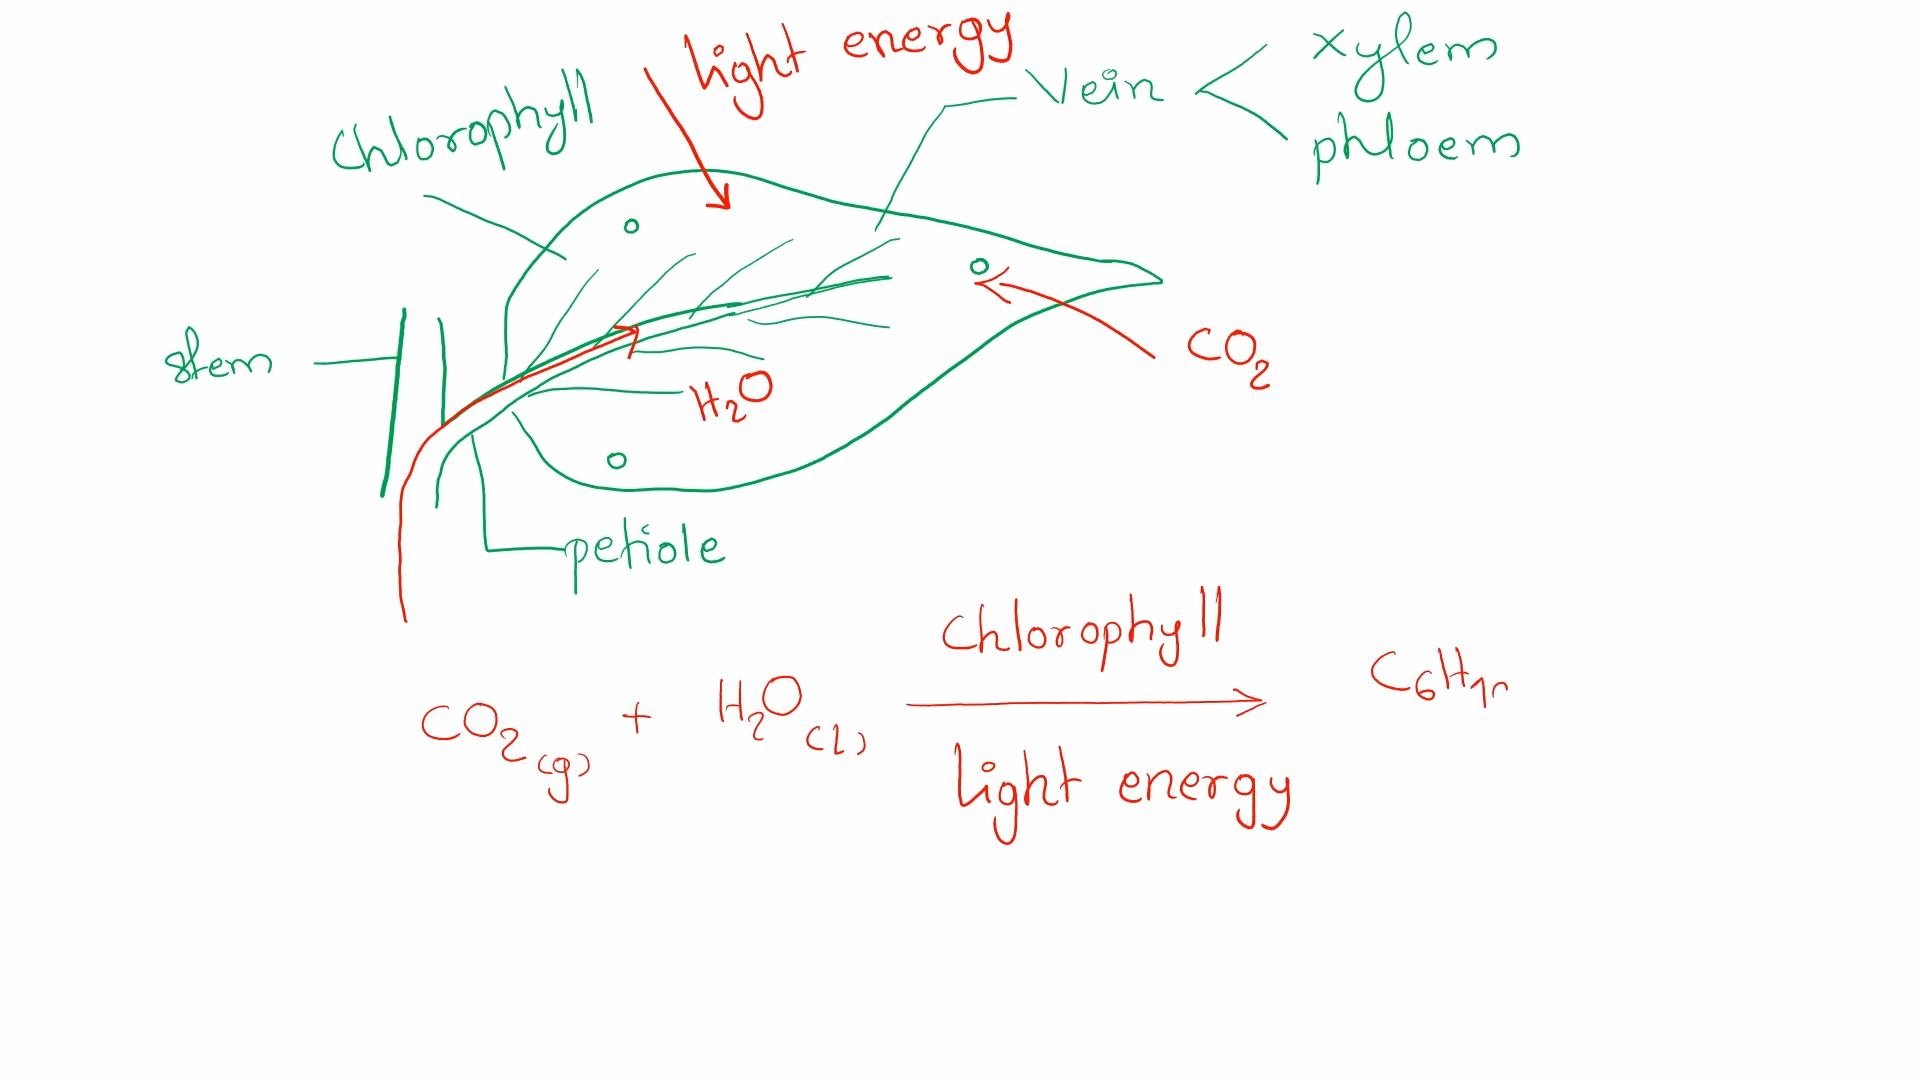 light energy
Vein
xylem
phloem
Chlorophyll
stem
CO2
H2O
petiole
Chlorophyll
CO2(g) + H2O(l)
C6H1
light energy